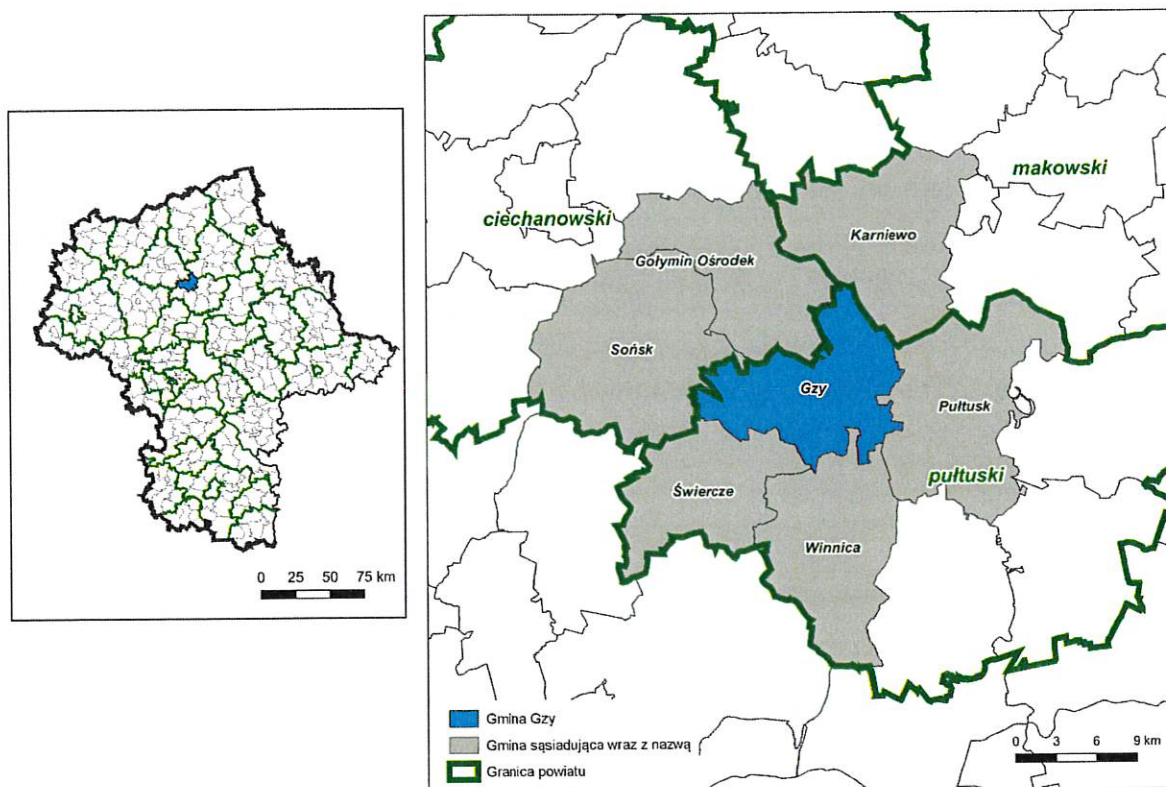 0 25 50 75 km
ciechanowski
makowski
Karniewo
Gołymin Ośrodek
Sońsk
Gzy
Pułtusk
pułtuski
Świercze
Winnica
Gmina Gzy
Gmina sąsiadująca wraz z nazwą
Granica powiatu
0 3 6 9 km